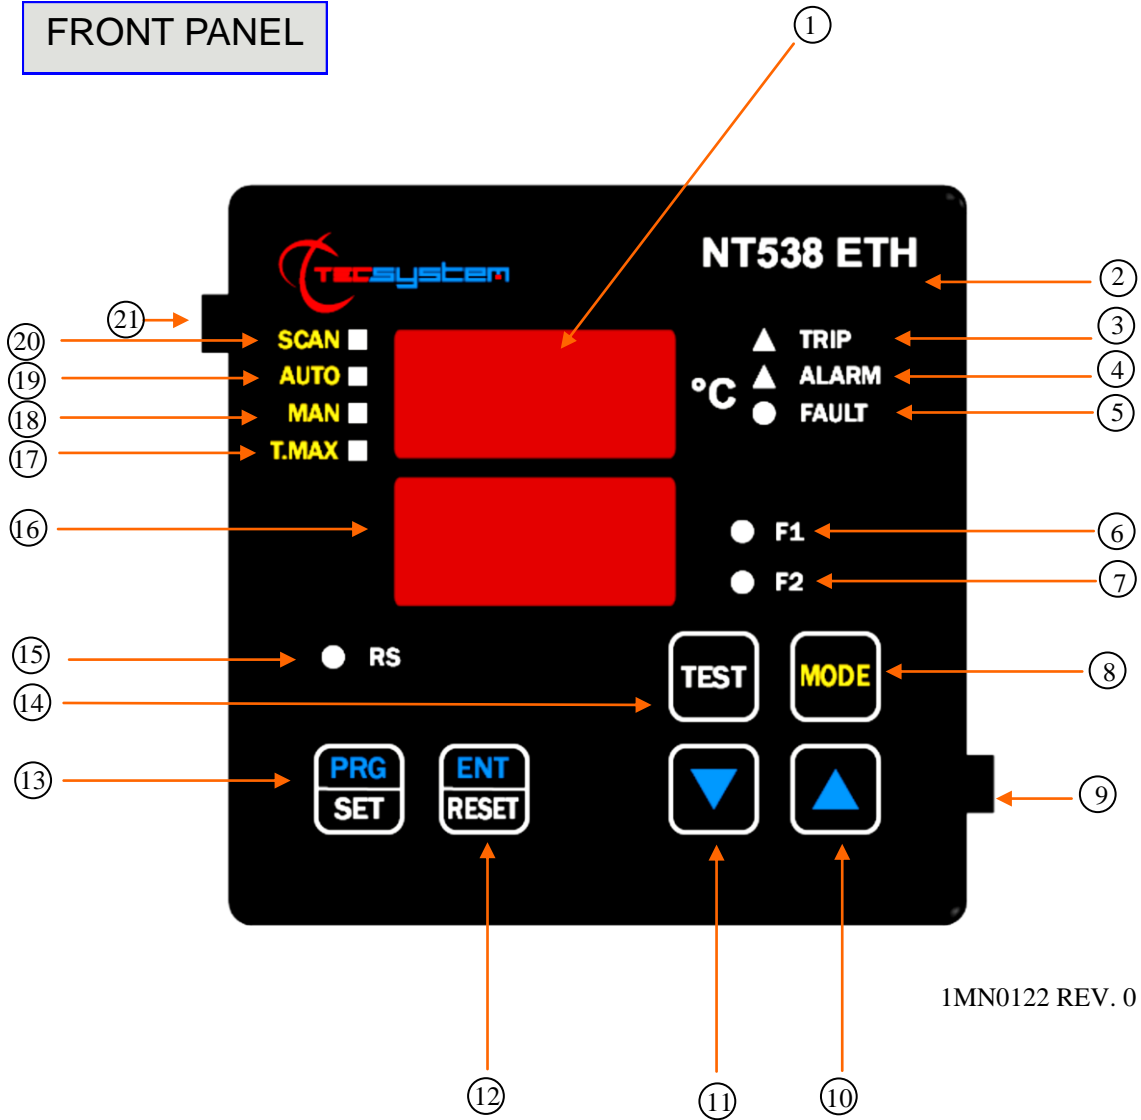 FRONT PANEL
1
TECSYSTEM
NT538 ETH
2
21
3
20
SCAN
TRIP
19
AUTO
°C
ALARM
4
18
MAN
FAULT
5
17
T.MAX
16
F1
6
F2
7
15
RS
TEST
MODE
8
14
13
PRG
SET
ENT
RESET
9
1MN0122 REV. 0
12
11
10